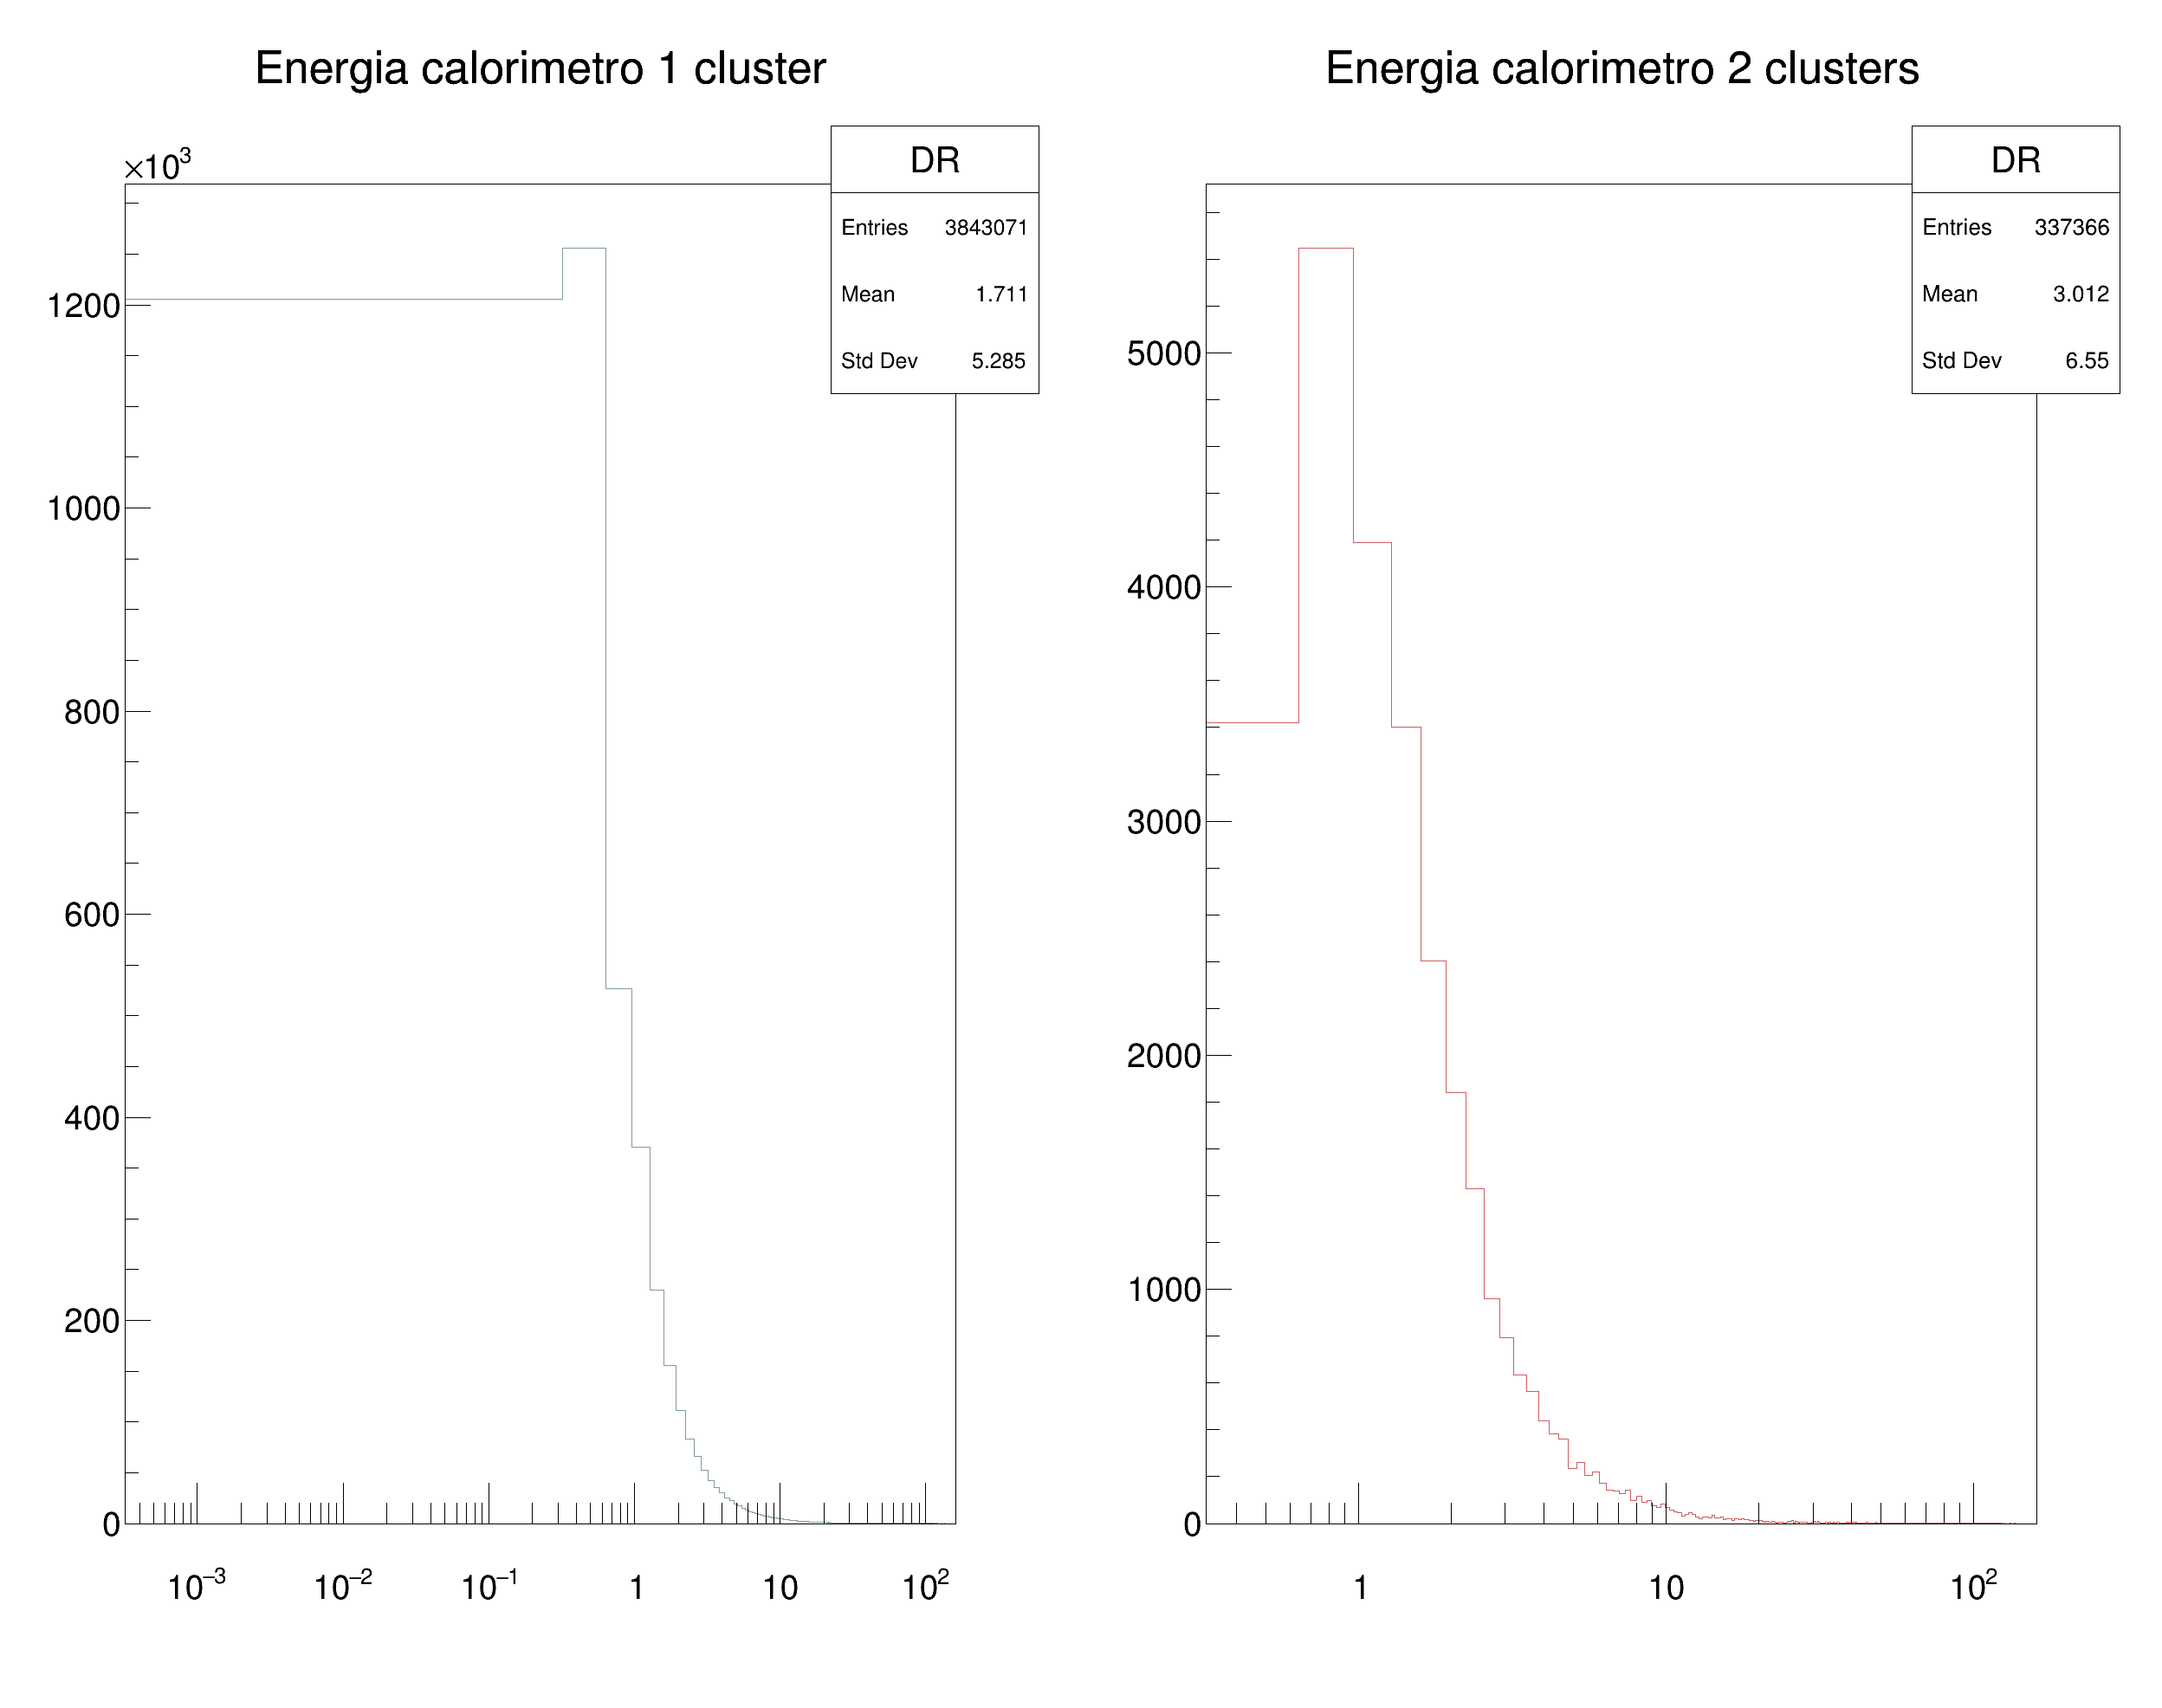 Energia calorimetro 1 cluster
×10³
DR
Entries 3843071
Mean 1.711
Std Dev 5.285
1200
1000
800
600
400
200
0
10⁻³ 10⁻² 10⁻¹ 1 10 10²
Energia calorimetro 2 clusters
DR
Entries 337366
Mean 3.012
Std Dev 6.55
5000
4000
3000
2000
1000
0
1 10 10²